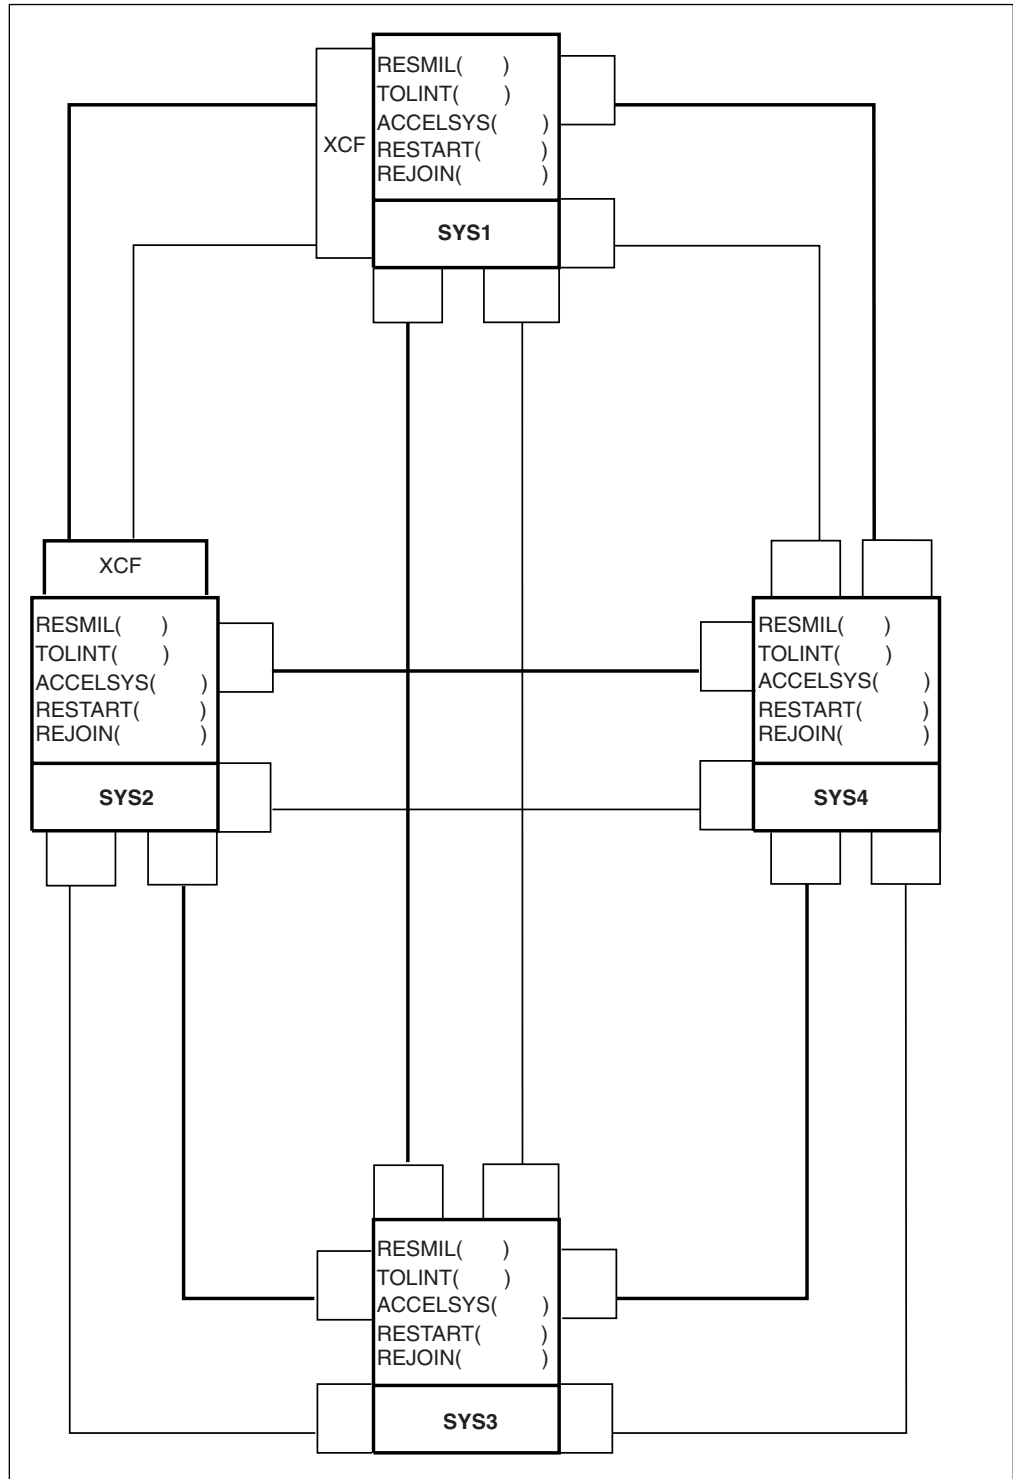 RESMIL( )
TOLINT( )
ACCELSYS( )
XCF
RESTART( )
REJOIN( )
SYS1
XCF
RESMIL( )
TOLINT( )
ACCELSYS( )
RESTART( )
REJOIN( )
SYS2
RESMIL( )
TOLINT( )
ACCELSYS( )
RESTART( )
REJOIN( )
SYS4
RESMIL( )
TOLINT( )
ACCELSYS( )
RESTART( )
REJOIN( )
SYS3